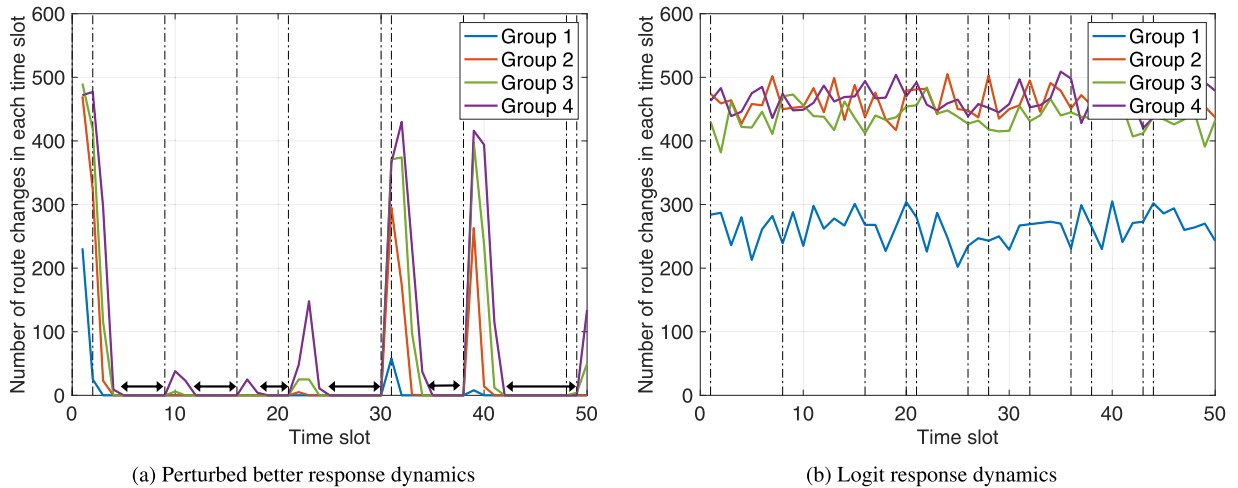 Number of route changes in each time slot
600
500
400
300
200
100
0
0 10 20 30 40 50
Time slot
Group 1
Group 2
Group 3
Group 4
(a) Perturbed better response dynamics
Number of route changes in each time slot
600
500
400
300
200
100
0
0 10 20 30 40 50
Time slot
Group 1
Group 2
Group 3
Group 4
(b) Logit response dynamics